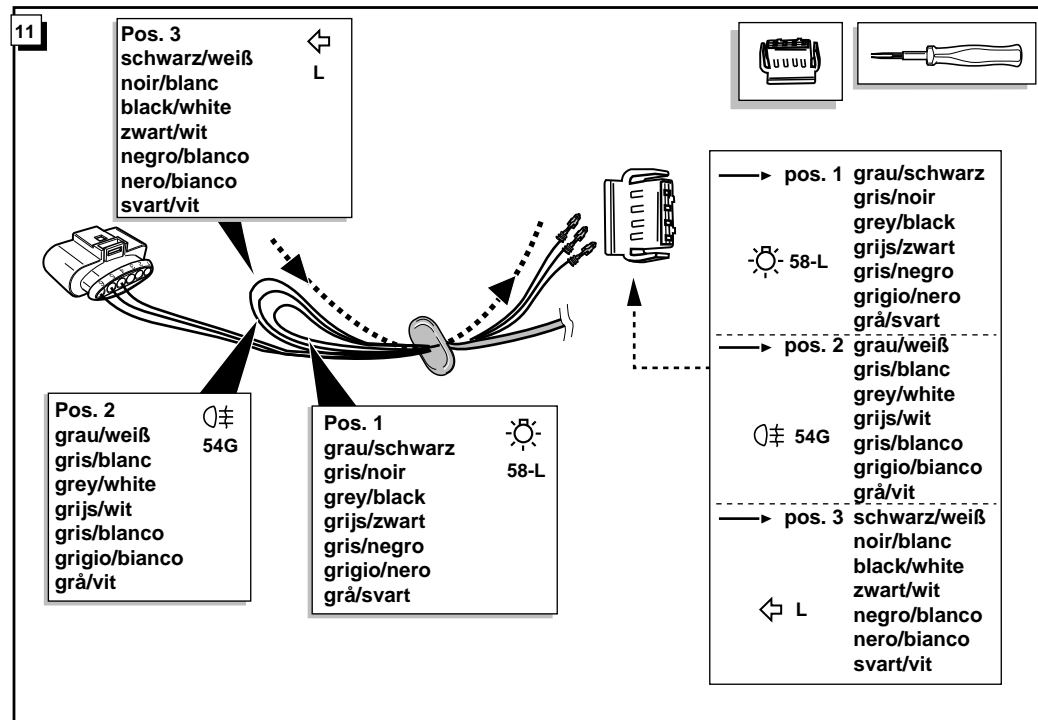 11
Pos. 3
L
schwarz/weiß
noir/blanc
black/white
zwart/wit
negro/blanco
nero/bianco
svart/vit
Pos. 2
54G
grau/weiß
gris/blanc
grey/white
grijs/wit
gris/blanco
grigio/bianco
grå/vit
Pos. 1
58-L
grau/schwarz
gris/noir
grey/black
grijs/zwart
gris/negro
grigio/nero
grå/svart
pos. 1 grau/schwarz
gris/noir
grey/black
grijs/zwart
58-L
gris/negro
grigio/nero
grå/svart
pos. 2 grau/weiß
gris/blanc
grey/white
grijs/wit
54G
gris/blanco
grigio/bianco
grå/vit
pos. 3 schwarz/weiß
noir/blanc
black/white
zwart/wit
L
negro/blanco
nero/bianco
svart/vit